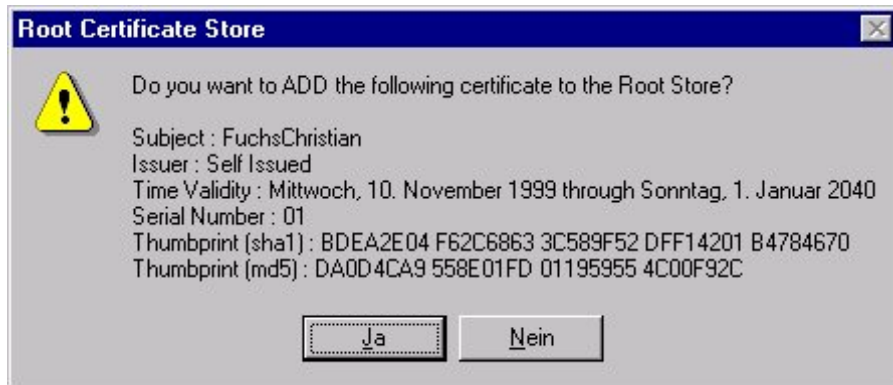 Root Certificate Store
Do you want to ADD the following certificate to the Root Store?
Subject : FuchsChristian
Issuer : Self Issued
Time Validity : Mittwoch, 10. November 1999 through Sonntag, 1. Januar 2040
Serial Number : 01
Thumbprint (sha1) : BDEA2E04 F62C6863 3C589F52 DFF14201 B4784670
Thumbprint (md5) : DA0D4CA9 558E01FD 01195955 4C00F92C
Ja Nein